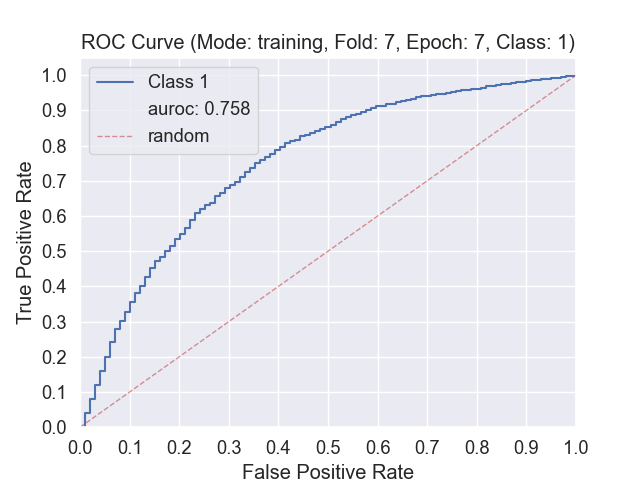 ROC Curve (Mode: training, Fold: 7, Epoch: 7, Class: 1)
Class 1
auroc: 0.758
random
True Positive Rate
1.0
0.9
0.8
0.7
0.6
0.5
0.4
0.3
0.2
0.1
0.0
0.0 0.1 0.2 0.3 0.4 0.5 0.6 0.7 0.8 0.9 1.0
False Positive Rate